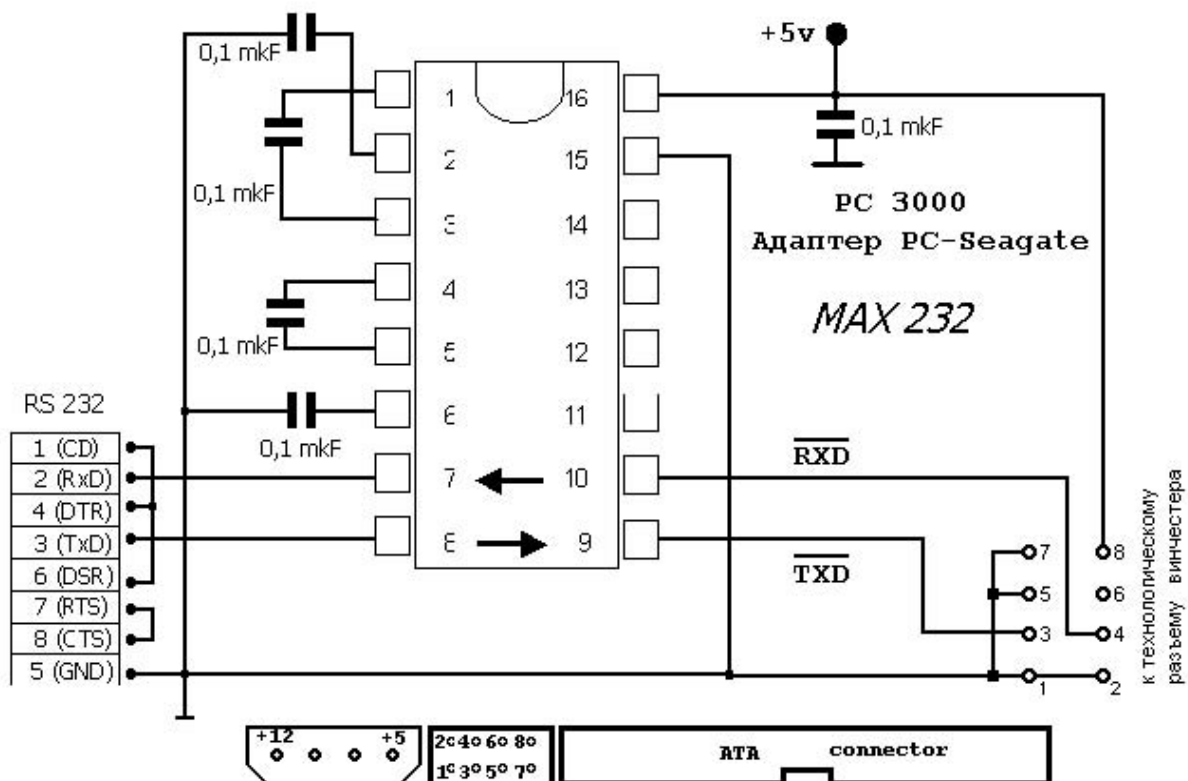 +5v
0,1 mkF
0,1 mkF
0,1 mkF
0,1 mkF
0,1 mkF
1
2
3
4
5
6
7
8
16
15
14
13
12
11
10
9
PC 3000
Адаптер PC-Seagate
MAX 232
RS 232
1 (CD)
2 (RxD)
4 (DTR)
3 (TxD)
6 (DSR)
7 (RTS)
8 (CTS)
5 (GND)
RXD
TXD
7
8
5
6
3
4
1
2
к технологическому
разъему винчестера
+12
+5
2 4 6 8
1 3 5 7
ATA connector